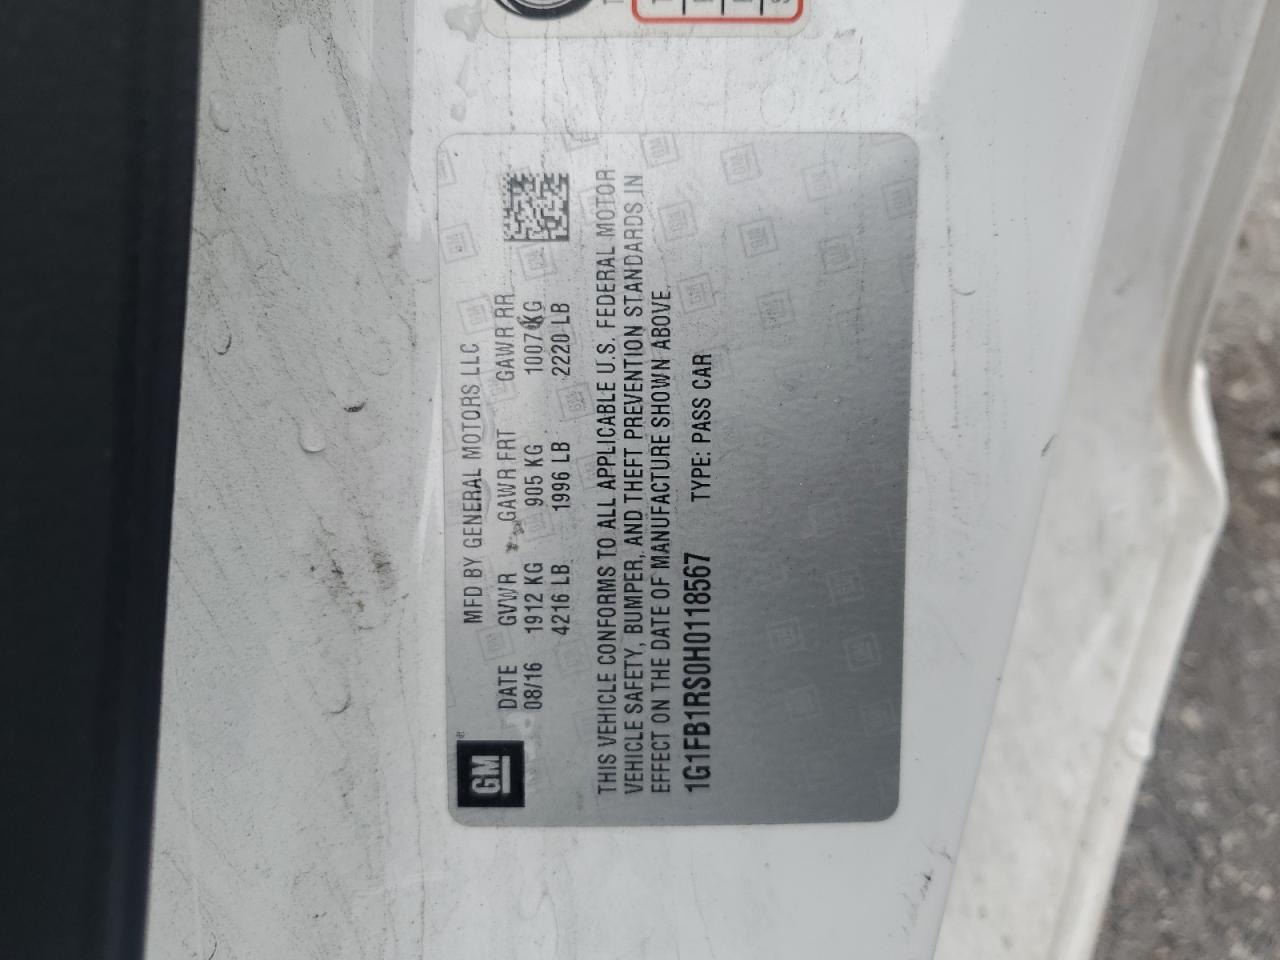 GM
MFD BY GENERAL MOTORS LLC
DATE GVWR GAWR FRT GAWR RR
08/16 1912 KG 905 KG 1007 KG
4216 LB 1996 LB 2220 LB
THIS VEHICLE CONFORMS TO ALL APPLICABLE U.S. FEDERAL MOTOR
VEHICLE SAFETY, BUMPER, AND THEFT PREVENTION STANDARDS IN
EFFECT ON THE DATE OF MANUFACTURE SHOWN ABOVE.
1G1FB1RS0H0118567 TYPE: PASS CAR